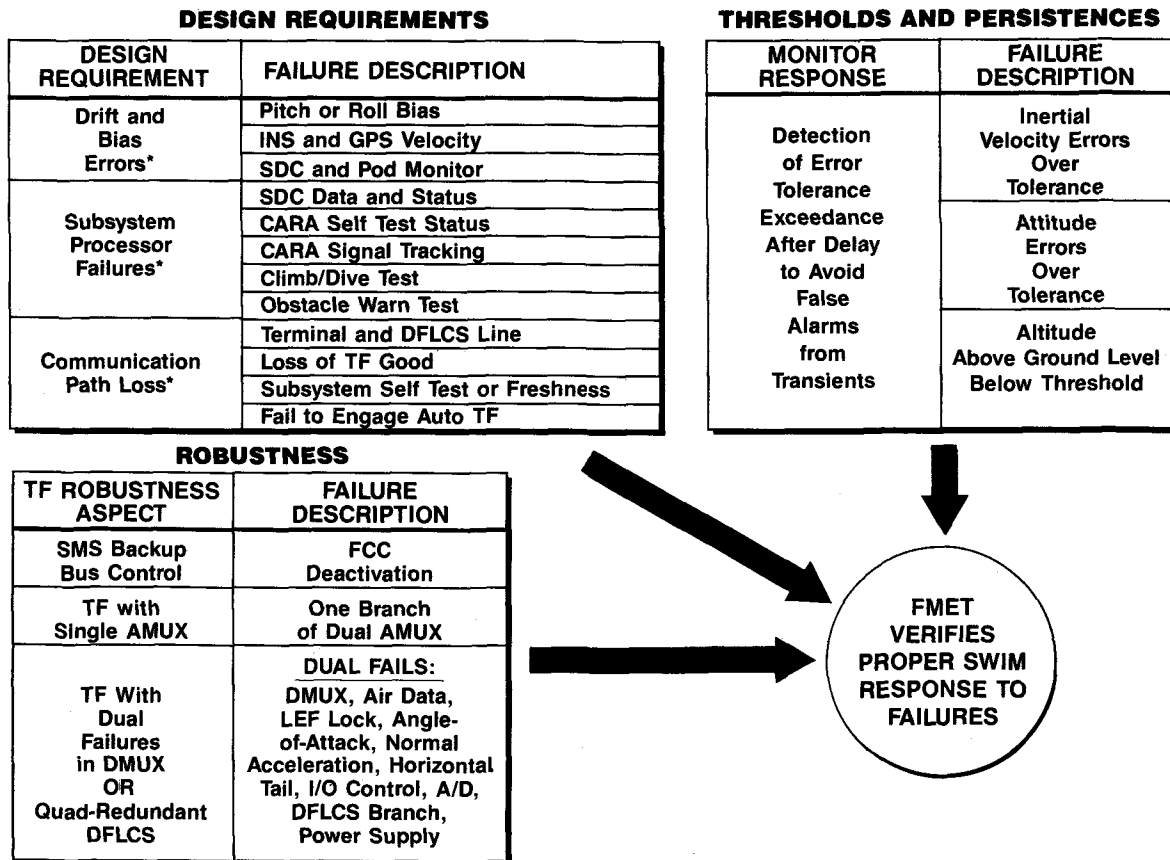 DESIGN REQUIREMENTS
DESIGN
REQUIREMENT
FAILURE DESCRIPTION
Drift and
Bias
Errors*
Pitch or Roll Bias
INS and GPS Velocity
SDC and Pod Monitor
Subsystem
Processor
Failures*
SDC Data and Status
CARA Self Test Status
CARA Signal Tracking
Climb/Dive Test
Obstacle Warn Test
Communication
Path Loss*
Terminal and DFLCS Line
Loss of TF Good
Subsystem Self Test or Freshness
Fail to Engage Auto TF
THRESHOLDS AND PERSISTENCES
MONITOR
RESPONSE
FAILURE
DESCRIPTION
Detection
of Error
Tolerance
Exceedance
After Delay
to Avoid
False
Alarms
from
Transients
Inertial
Velocity Errors
Over
Tolerance
Attitude
Errors
Over
Tolerance
Altitude
Above Ground Level
Below Threshold
ROBUSTNESS
TF ROBUSTNESS
ASPECT
FAILURE
DESCRIPTION
SMS Backup
Bus Control
FCC
Deactivation
TF with
Single AMUX
One Branch
of Dual AMUX
TF With
Dual
Failures
in DMUX
OR
Quad-Redundant
DFLCS
DUAL FAILS:
DMUX, Air Data,
LEF Lock, Angle-
of-Attack, Normal
Acceleration, Horizontal
Tail, I/O Control, A/D,
DFLCS Branch,
Power Supply
FMET
VERIFIES
PROPER SWIM
RESPONSE TO
FAILURES